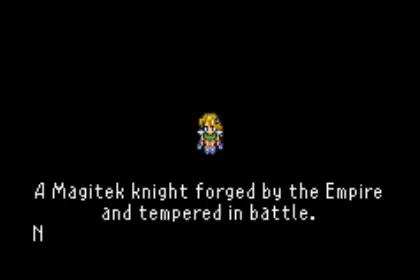 A Magitek knight forged by the Empire
and tempered in battle.
N